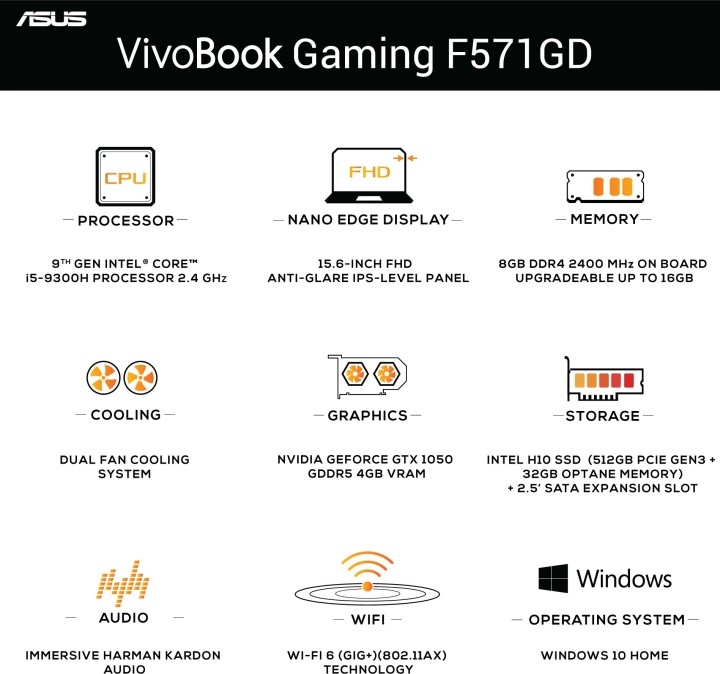 ASUS
VivoBook Gaming F571GD
CPU
FHD
PROCESSOR
NANO EDGE DISPLAY
MEMORY
9TH GEN INTEL® CORE™
i5-9300H PROCESSOR 2.4 GHz
15.6-INCH FHD
ANTI-GLARE IPS-LEVEL PANEL
8GB DDR4 2400 MHz ON BOARD
UPGRADEABLE UP TO 16GB
COOLING
GRAPHICS
STORAGE
DUAL FAN COOLING
SYSTEM
NVIDIA GEFORCE GTX 1050
GDDR5 4GB VRAM
INTEL H10 SSD (512GB PCIE GEN3 +
32GB OPTANE MEMORY)
+ 2.5' SATA EXPANSION SLOT
Windows
AUDIO
WIFI
OPERATING SYSTEM
IMMERSIVE HARMAN KARDON
AUDIO
WI-FI 6 (GIG+)(802.11AX)
TECHNOLOGY
WINDOWS 10 HOME